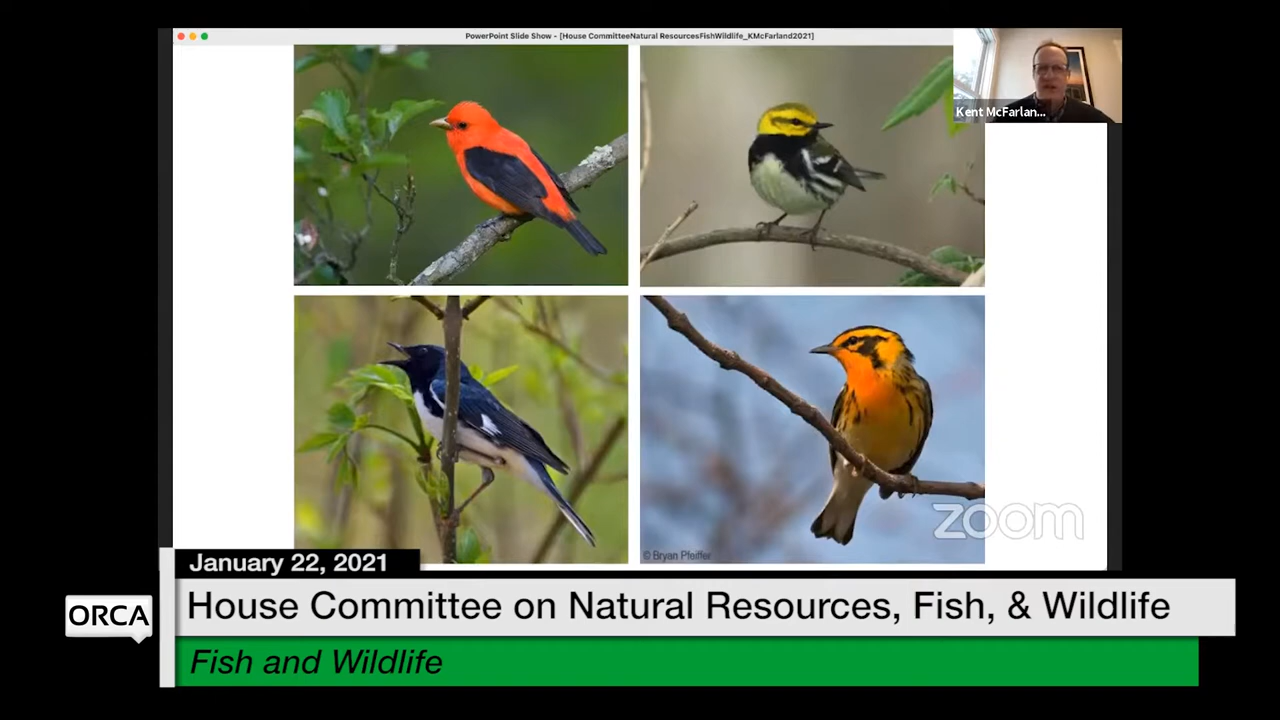 PowerPoint Slide Show - [House CommitteeNatural ResourcesFishWildlife_KMcFarland2021]
Kent McFarlan...
zoom
© Bryan Pfeiffer
January 22, 2021
ORCA
House Committee on Natural Resources, Fish, & Wildlife
Fish and Wildlife